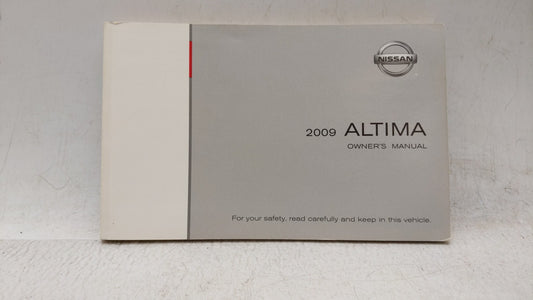 NISSAN
2009 ALTIMA
OWNER'S MANUAL
For your safety, read carefully and keep in this vehicle.